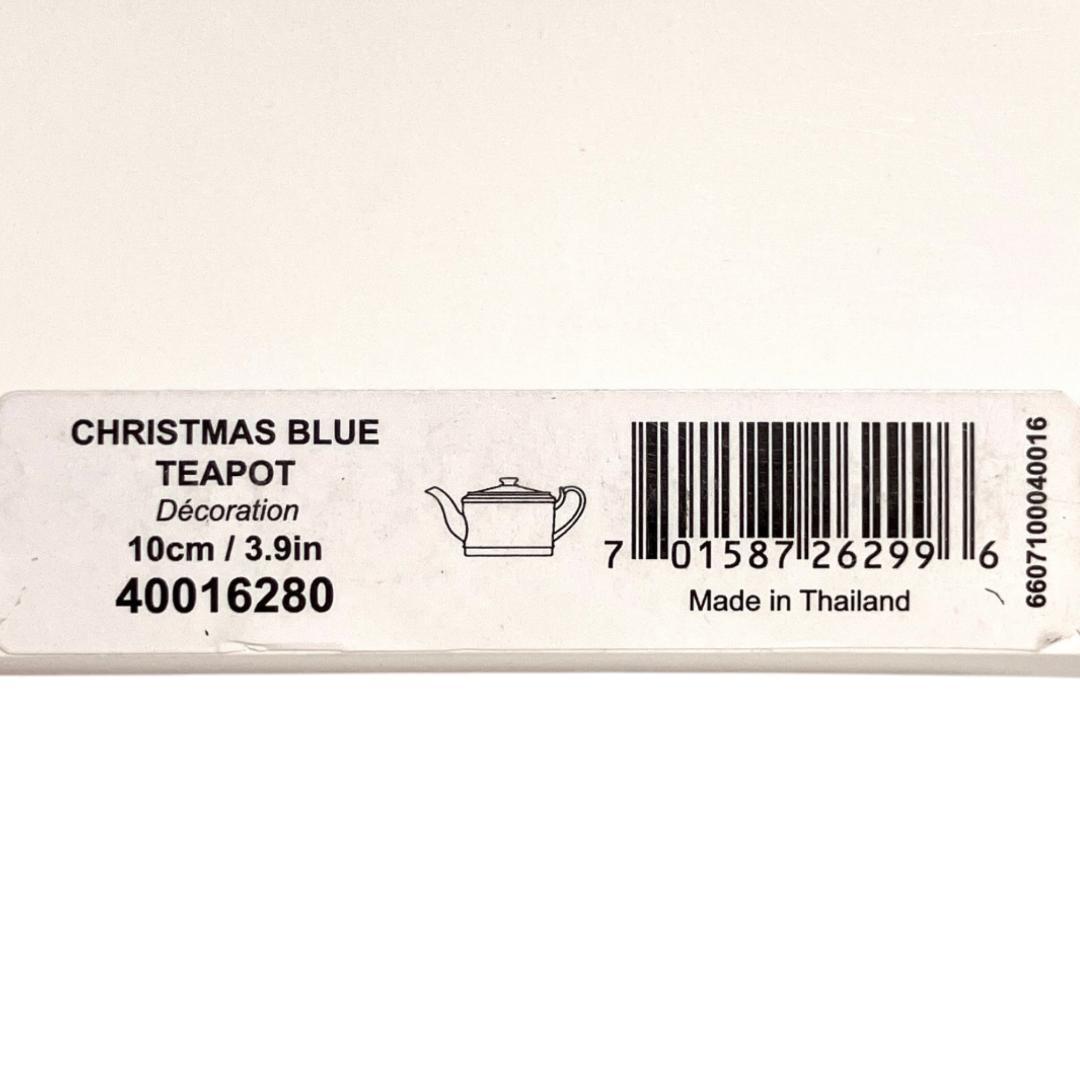 CHRISTMAS BLUE
TEAPOT
Décoration
10cm / 3.9in
40016280
7 01587 26299 6
Made in Thailand
6607100040016